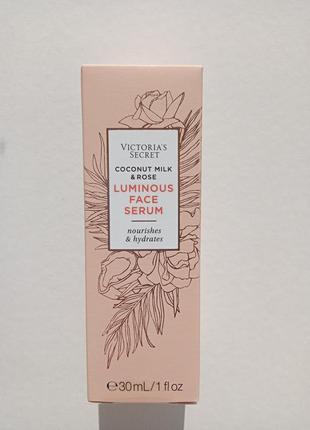 VICTORIA'S
SECRET
COCONUT MILK
& ROSE
LUMINOUS
FACE
SERUM
nourishes
& hydrates
℮30mL/1 fl oz